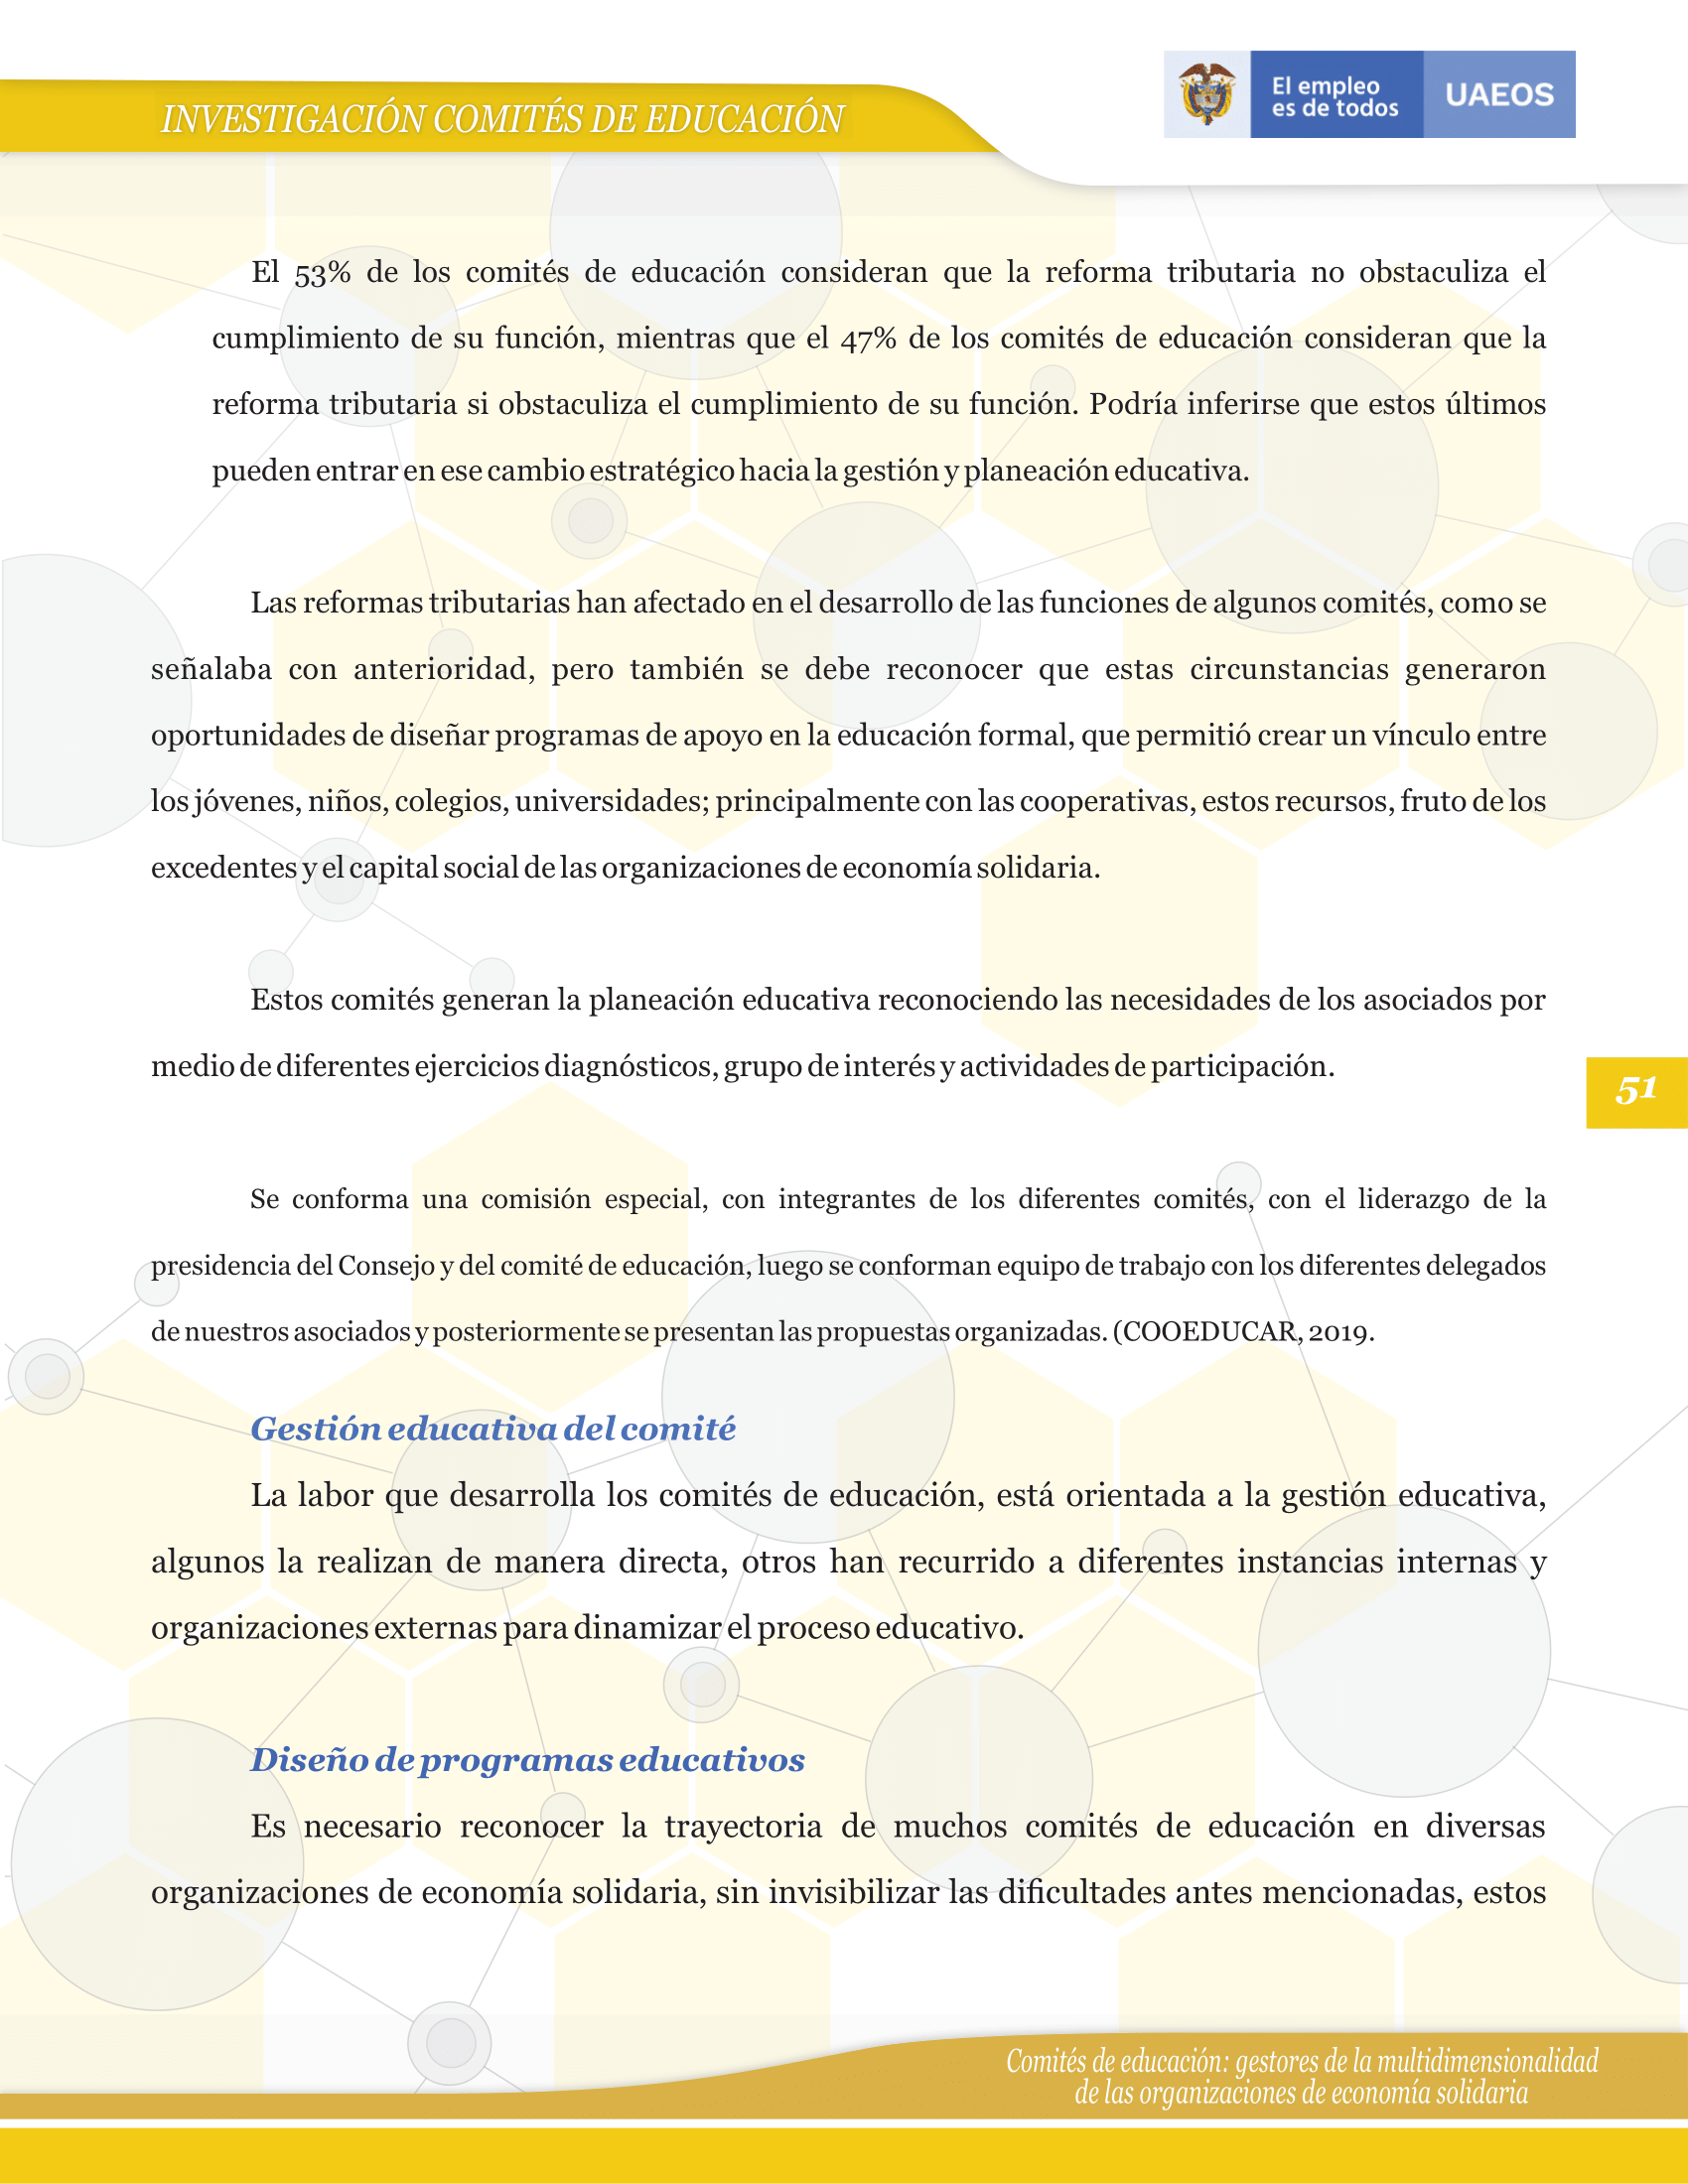 INVESTIGACIÓN COMITÉS DE EDUCACIÓN
El empleo
es de todos
UAEOS
El 53% de los comités de educación consideran que la reforma tributaria no obstaculiza el
cumplimiento de su función, mientras que el 47% de los comités de educación consideran que la
reforma tributaria si obstaculiza el cumplimiento de su función. Podría inferirse que estos últimos
pueden entrar en ese cambio estratégico hacia la gestión y planeación educativa.
Las reformas tributarias han afectado en el desarrollo de las funciones de algunos comités, como se
señalaba con anterioridad, pero también se debe reconocer que estas circunstancias generaron
oportunidades de diseñar programas de apoyo en la educación formal, que permitió crear un vínculo entre
los jóvenes, niños, colegios, universidades; principalmente con las cooperativas, estos recursos, fruto de los
excedentes y el capital social de las organizaciones de economía solidaria.
Estos comités generan la planeación educativa reconociendo las necesidades de los asociados por
medio de diferentes ejercicios diagnósticos, grupo de interés y actividades de participación.
51
Se conforma una comisión especial, con integrantes de los diferentes comités, con el liderazgo de la
presidencia del Consejo y del comité de educación, luego se conforman equipo de trabajo con los diferentes delegados
de nuestros asociados y posteriormente se presentan las propuestas organizadas. (COOEDUCAR, 2019.
Gestión educativa del comité
La labor que desarrolla los comités de educación, está orientada a la gestión educativa,
algunos la realizan de manera directa, otros han recurrido a diferentes instancias internas y
organizaciones externas para dinamizar el proceso educativo.
Diseño de programas educativos
Es necesario reconocer la trayectoria de muchos comités de educación en diversas
organizaciones de economía solidaria, sin invisibilizar las dificultades antes mencionadas, estos
Comités de educación: gestores de la multidimensionalidad
de las organizaciones de economía solidaria